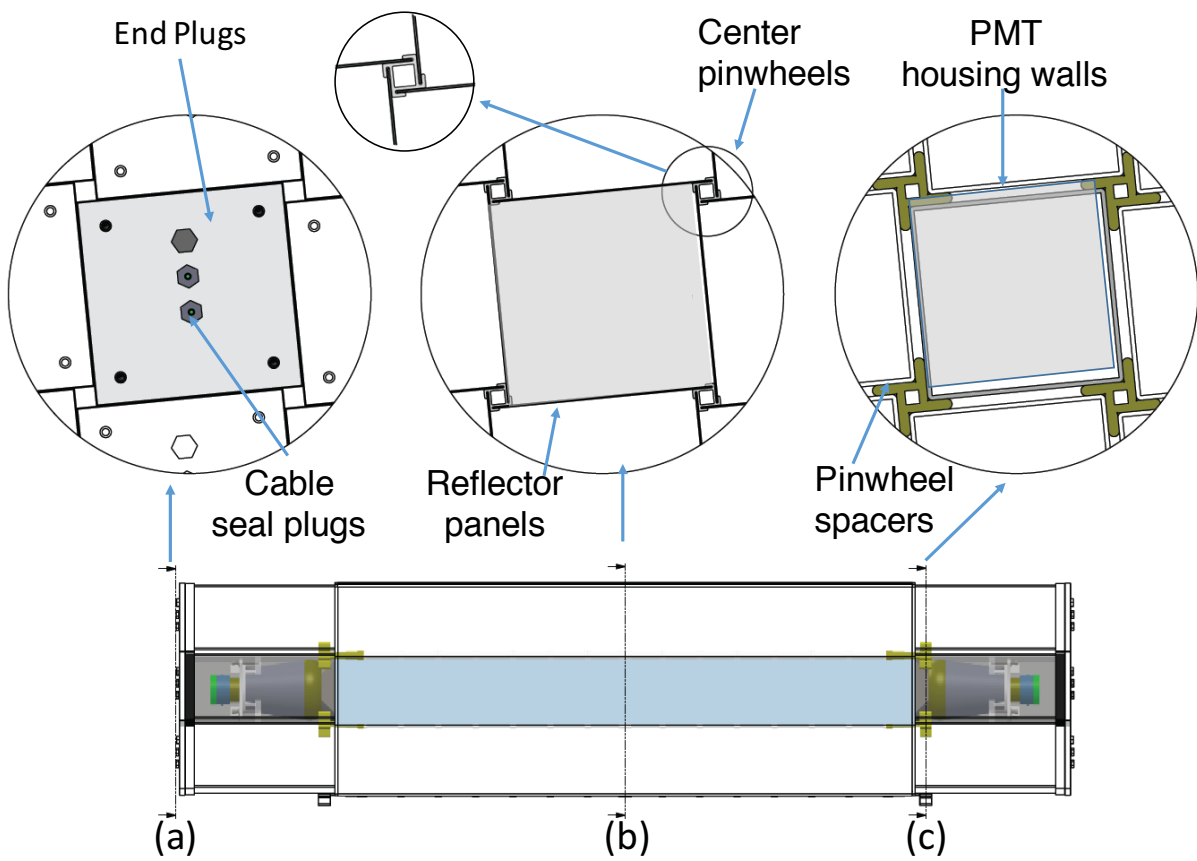 End Plugs
Center
pinwheels
PMT
housing walls
Cable
seal plugs
Reflector
panels
Pinwheel
spacers
(a)
(b)
(c)